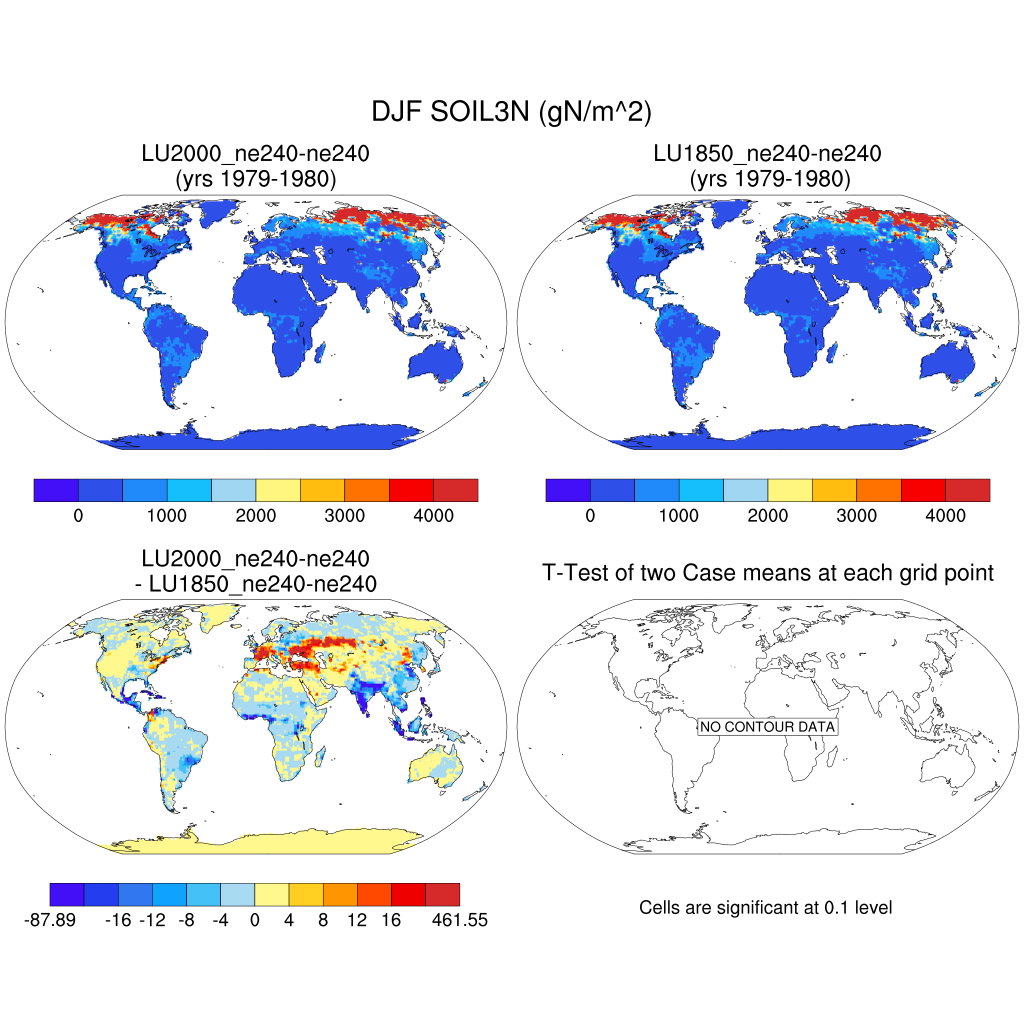 DJF SOIL3N (gN/m^2)
LU2000_ne240-ne240
(yrs 1979-1980)
LU1850_ne240-ne240
(yrs 1979-1980)
0 1000 2000 3000 4000
0 1000 2000 3000 4000
LU2000_ne240-ne240
- LU1850_ne240-ne240
T-Test of two Case means at each grid point
NO CONTOUR DATA
-87.89 -16 -12 -8 -4 0 4 8 12 16 461.55
Cells are significant at 0.1 level